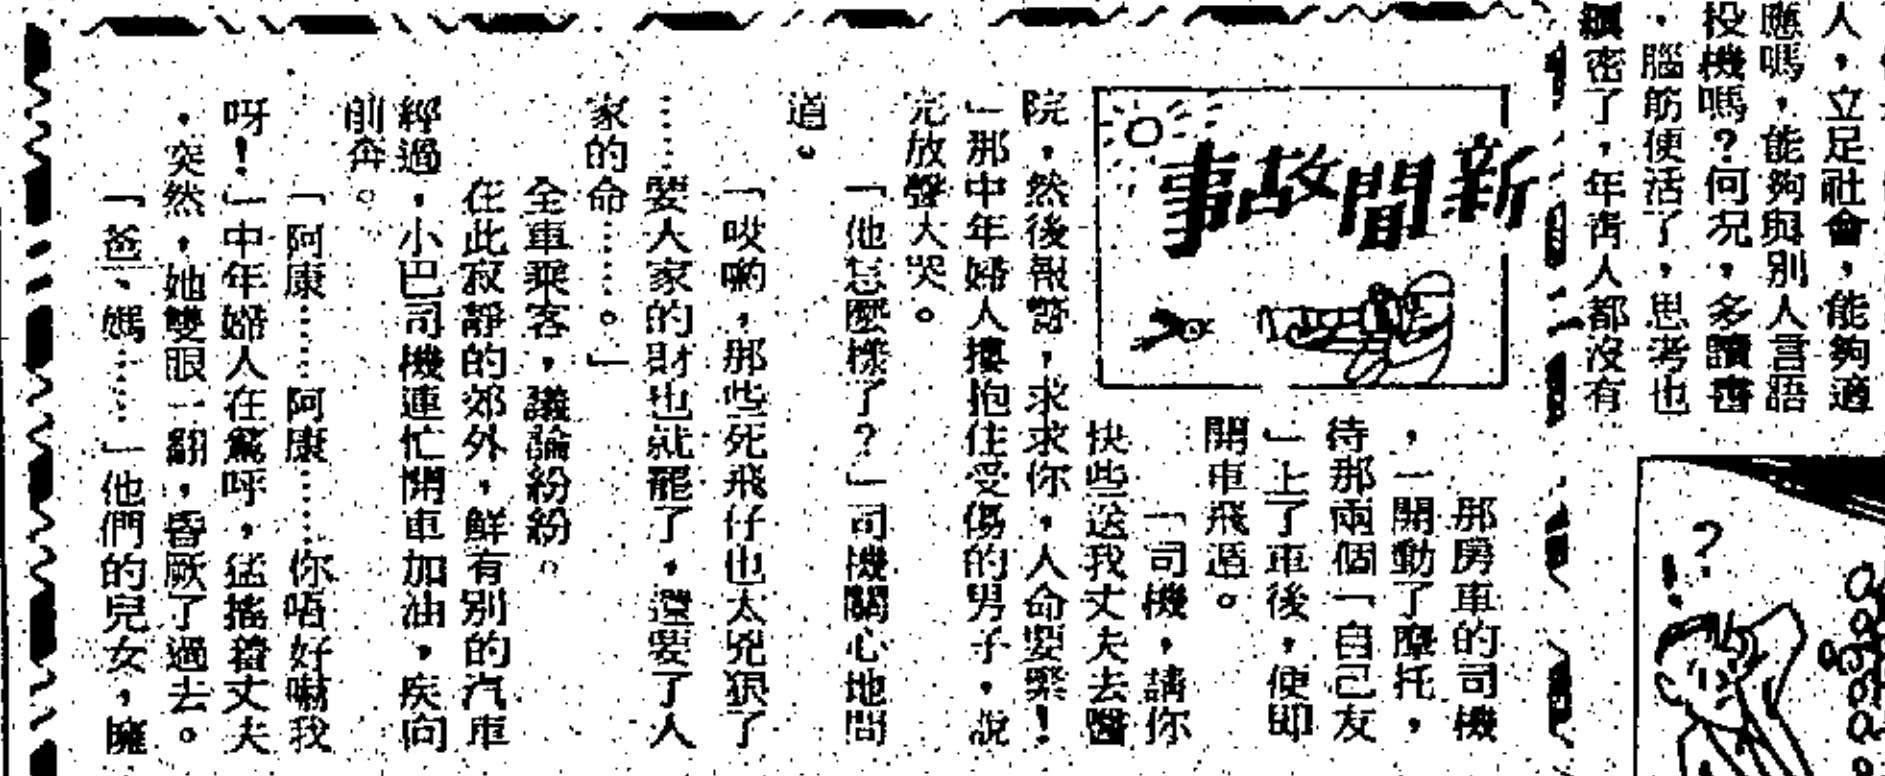 人，立足社會，能夠適
應嗎，能夠與別人言語
投機嗎？何況，多讀書
，腦筋便活了，思考也
縝密了，年靑人都沒有
新聞故事
那房車的司機
，一開動了摩托，
待那兩個「自己友
」上了車後，便即
開車飛遁。
「司機，請你
快些送我丈夫去醫
院，然後報警，求求你，人命要緊！
」那中年婦人摟抱住受傷的男子，說
完放聲大哭。
「他怎麼樣了？」司機關心地問
道。
「哎喲，那些死飛仔也太兇狠了
……要人家的財也就罷了，還要了人
家的命……。」
全車乘客，議論紛紛。
在此寂靜的郊外，鮮有別的汽車
經過，小巴司機連忙開車加油，疾向
前奔。
「阿康……阿康……你唔好嚇我
呀！」中年婦人在驚呼，猛搖着丈夫
，突然，她雙眼一翻，昏厥了過去。
「爸、媽……」他們的兒女，擁
？！